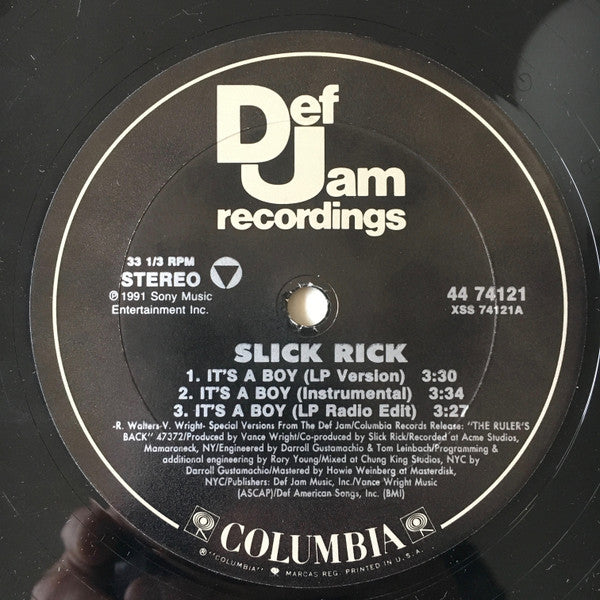 Def
Jam
recordings
33 1/3 RPM
STEREO
℗ 1991 Sony Music
Entertainment Inc.
44 74121
XSS 74121A
SLICK RICK
1. IT'S A BOY (LP Version) 3:30
2. IT'S A BOY (Instrumental) 3:34
3. IT'S A BOY (LP Radio Edit) 3:27
-R. Walters-V. Wright- Special Versions From The Def Jam/Columbia Records Release: "THE RULER'S
BACK" 47372/Produced by Vance Wright/Co-produced by Slick Rick/Recorded at Acme Studios,
Mamaroneck, NY/Engineered by Darroll Gustamachio & Tom Leinbach/Programming &
additional engineering by Rory Young/Mixed at Chung King Studios, NYC by
Darroll Gustamachio/Mastered by Howie Weinberg at Masterdisk,
NYC/Publishers: Def Jam Music, Inc./Vance Wright Music
(ASCAP)/Def American Songs, Inc. (BMI)
COLUMBIA
® "COLUMBIA" MARCAS REG. PRINTED IN U.S.A.